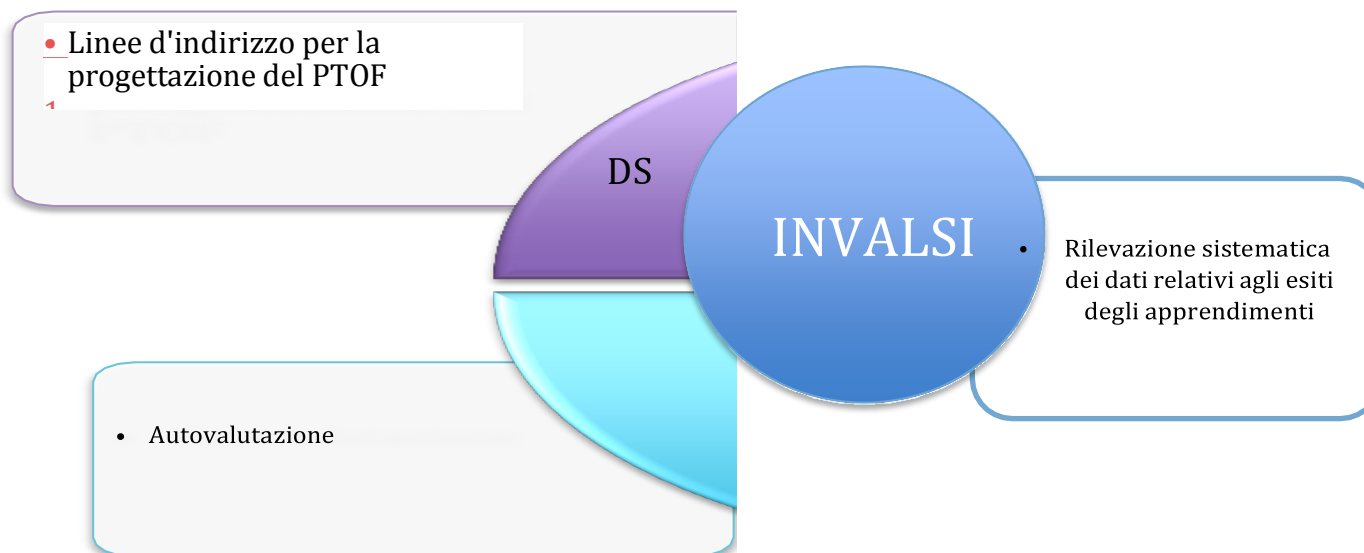 • Linee d'indirizzo per la
progettazione del PTOF
DS
INVALSI
• Rilevazione sistematica
dei dati relativi agli esiti
degli apprendimenti
• Autovalutazione